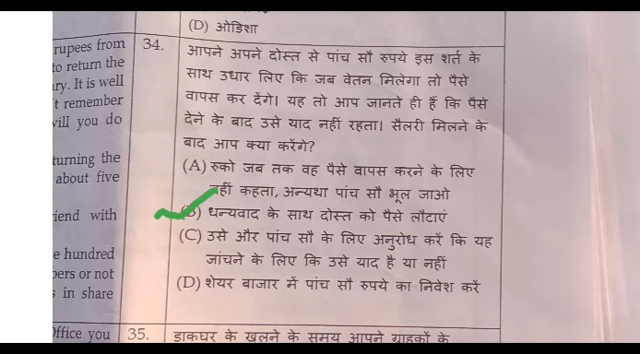 (D) ओडिशा
rupees from
to return the
ary. It is well
t remember
will you do
turning the
about five
iend with
e hundred
pers or not
s in share
34.
आपने अपने दोस्त से पांच सौ रुपये इस शर्त के
साथ उधार लिए कि जब वेतन मिलेगा तो पैसे
वापस कर देंगे। यह तो आप जानते ही हैं कि पैसे
देने के बाद उसे याद नहीं रहता। सैलरी मिलने के
बाद आप क्या करेंगे?
(A) रुको जब तक वह पैसे वापस करने के लिए
नहीं कहता, अन्यथा पांच सौ भूल जाओ
(B) धन्यवाद के साथ दोस्त को पैसे लौटाएं
(C) उसे और पांच सौ के लिए अनुरोध करें कि यह
जांचने के लिए कि उसे याद है या नहीं
(D) शेयर बाजार में पांच सौ रुपये का निवेश करें
Office you
35.
डाकघर के खुलने के समय आपने ग्राहकों के